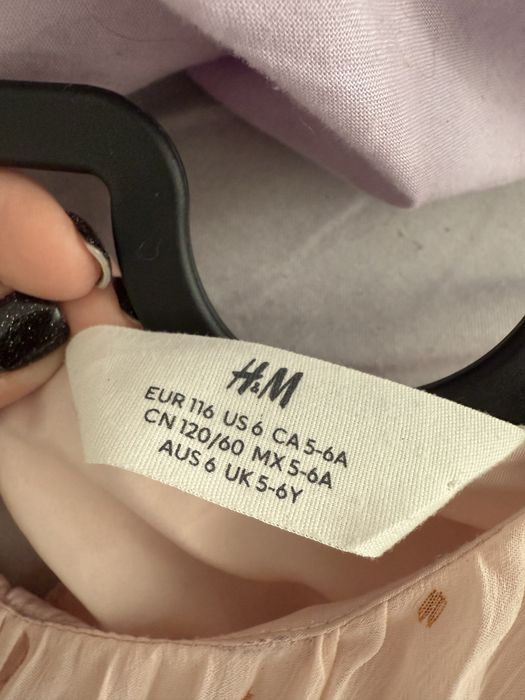 H&M
EUR 116 US 6 CA 5-6A
CN 120/60 MX 5-6A
AUS 6 UK 5-6Y